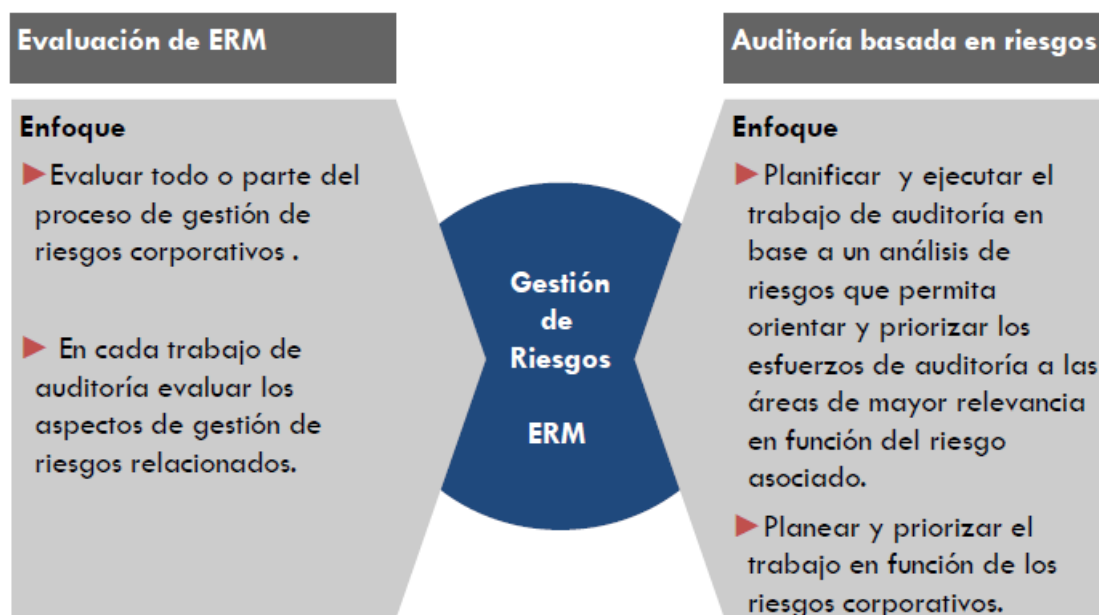 Evaluación de ERM
Enfoque
►Evaluar todo o parte del
proceso de gestión de
riesgos corporativos .
► En cada trabajo de
auditoría evaluar los
aspectos de gestión de
riesgos relacionados.
Gestión
de
Riesgos
ERM
Auditoría basada en riesgos
Enfoque
►Planificar y ejecutar el
trabajo de auditoría en
base a un análisis de
riesgos que permita
orientar y priorizar los
esfuerzos de auditoría a las
áreas de mayor relevancia
en función del riesgo
asociado.
►Planear y priorizar el
trabajo en función de los
riesgos corporativos.